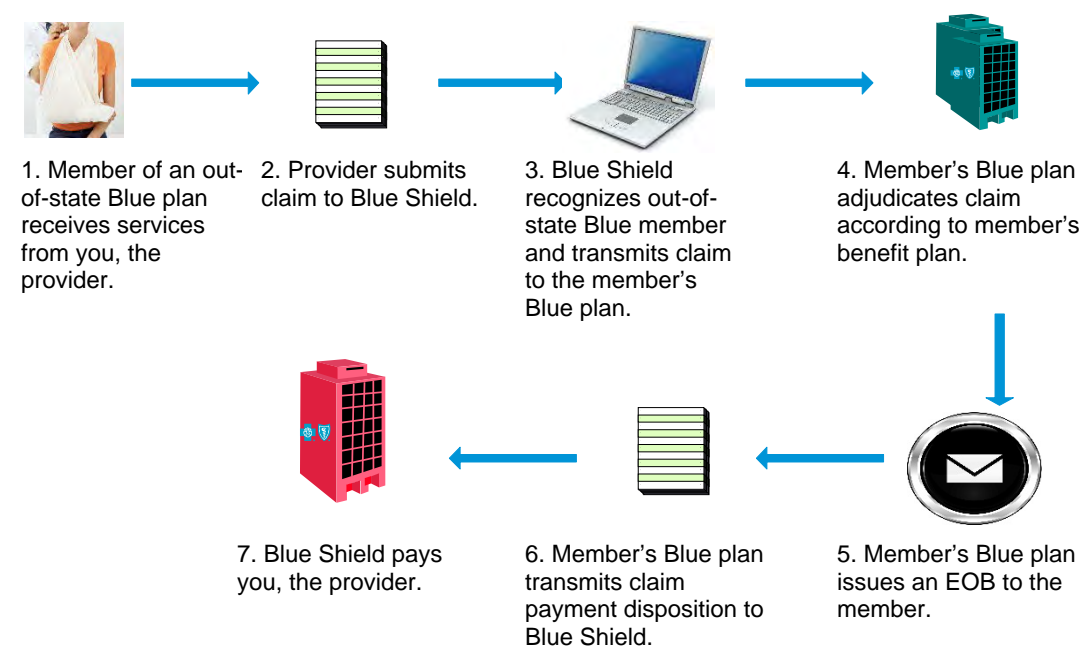 1. Member of an out-
of-state Blue plan
receives services
from you, the
provider.
2. Provider submits
claim to Blue Shield.
3. Blue Shield
recognizes out-of-
state Blue member
and transmits claim
to the member's
Blue plan.
4. Member's Blue plan
adjudicates claim
according to member's
benefit plan.
5. Member's Blue plan
issues an EOB to the
member.
6. Member's Blue plan
transmits claim
payment disposition to
Blue Shield.
7. Blue Shield pays
you, the provider.